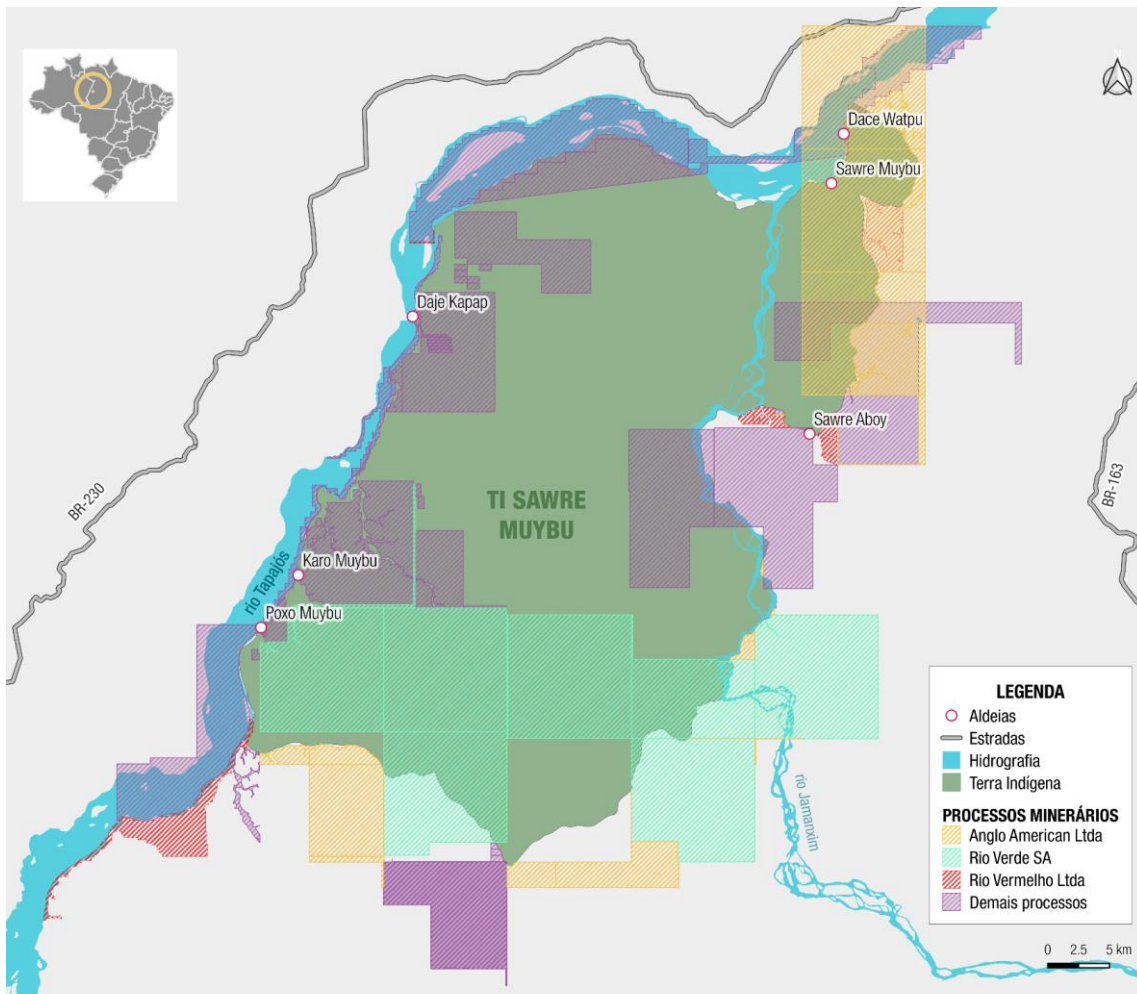 N
Dace Watpu
Sawre Muybu
Daje Kapap
BR-230
Sawre Aboy
BR-163
TI SAWRE
MUYBU
rio Tapajós
Karo Muybu
Poxo Muybu
rio Jamanxim
LEGENDA
Aldeias
Estradas
Hidrografia
Terra Indígena
PROCESSOS MINERÁRIOS
Anglo American Ltda
Rio Verde SA
Rio Vermelho Ltda
Demais processos
0 2.5 5 km